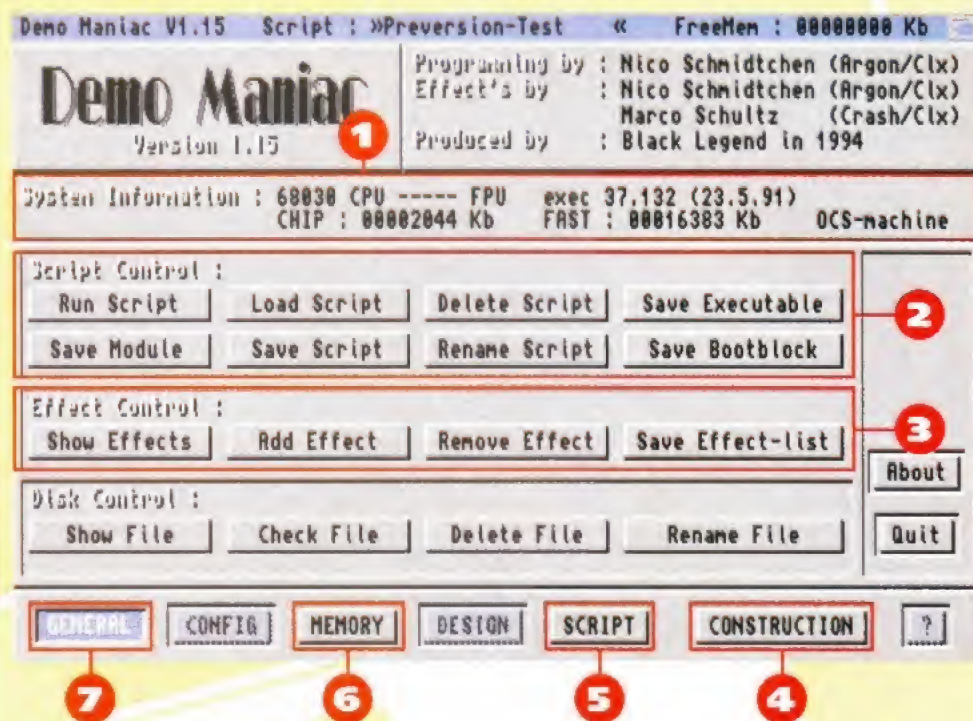 Demo Maniac V1.15 Script : »Preversion-Test « FreeMem : 00000000 Kb
Demo Maniac
Version 1.15
Programming by : Nico Schmidtchen (Argon/Clx)
Effect's by : Nico Schmidtchen (Argon/Clx)
Marco Schultz (Crash/Clx)
Produced by : Black Legend in 1994
1
System Information : 68030 CPU ----- FPU exec 37.132 (23.5.91)
CHIP : 00002044 Kb FAST : 00016383 Kb OCS-machine
Script Control :
Run Script Load Script Delete Script Save Executable
2
Save Module Save Script Rename Script Save Bootblock
Effect Control :
Show Effects Add Effect Remove Effect Save Effect-list
3
About
Disk Control :
Show File Check File Delete File Rename File
Quit
GENERAL CONFIG MEMORY DESIGN SCRIPT CONSTRUCTION ?
7 6 5 4